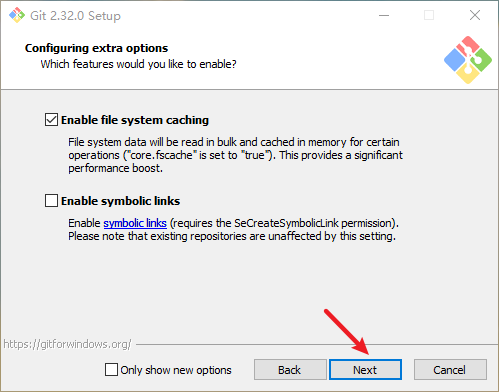 Git 2.32.0 Setup
Configuring extra options
Which features would you like to enable?
Enable file system caching
File system data will be read in bulk and cached in memory for certain
operations ("core.fscache" is set to "true"). This provides a significant
performance boost.
Enable symbolic links
Enable symbolic links (requires the SeCreateSymbolicLink permission).
Please note that existing repositories are unaffected by this setting.
https://gitforwindows.org/
Only show new options
Back
Next
Cancel